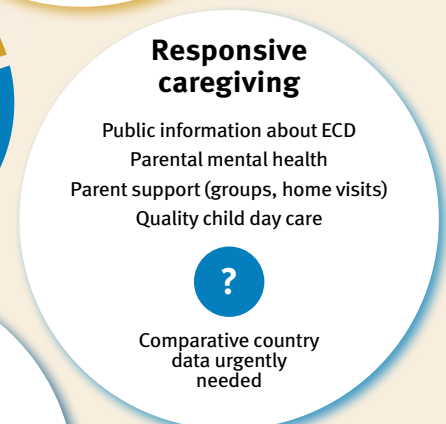 Responsive
caregiving
Public information about ECD
Parental mental health
Parent support (groups, home visits)
Quality child day care
?
Comparative country
data urgently
needed